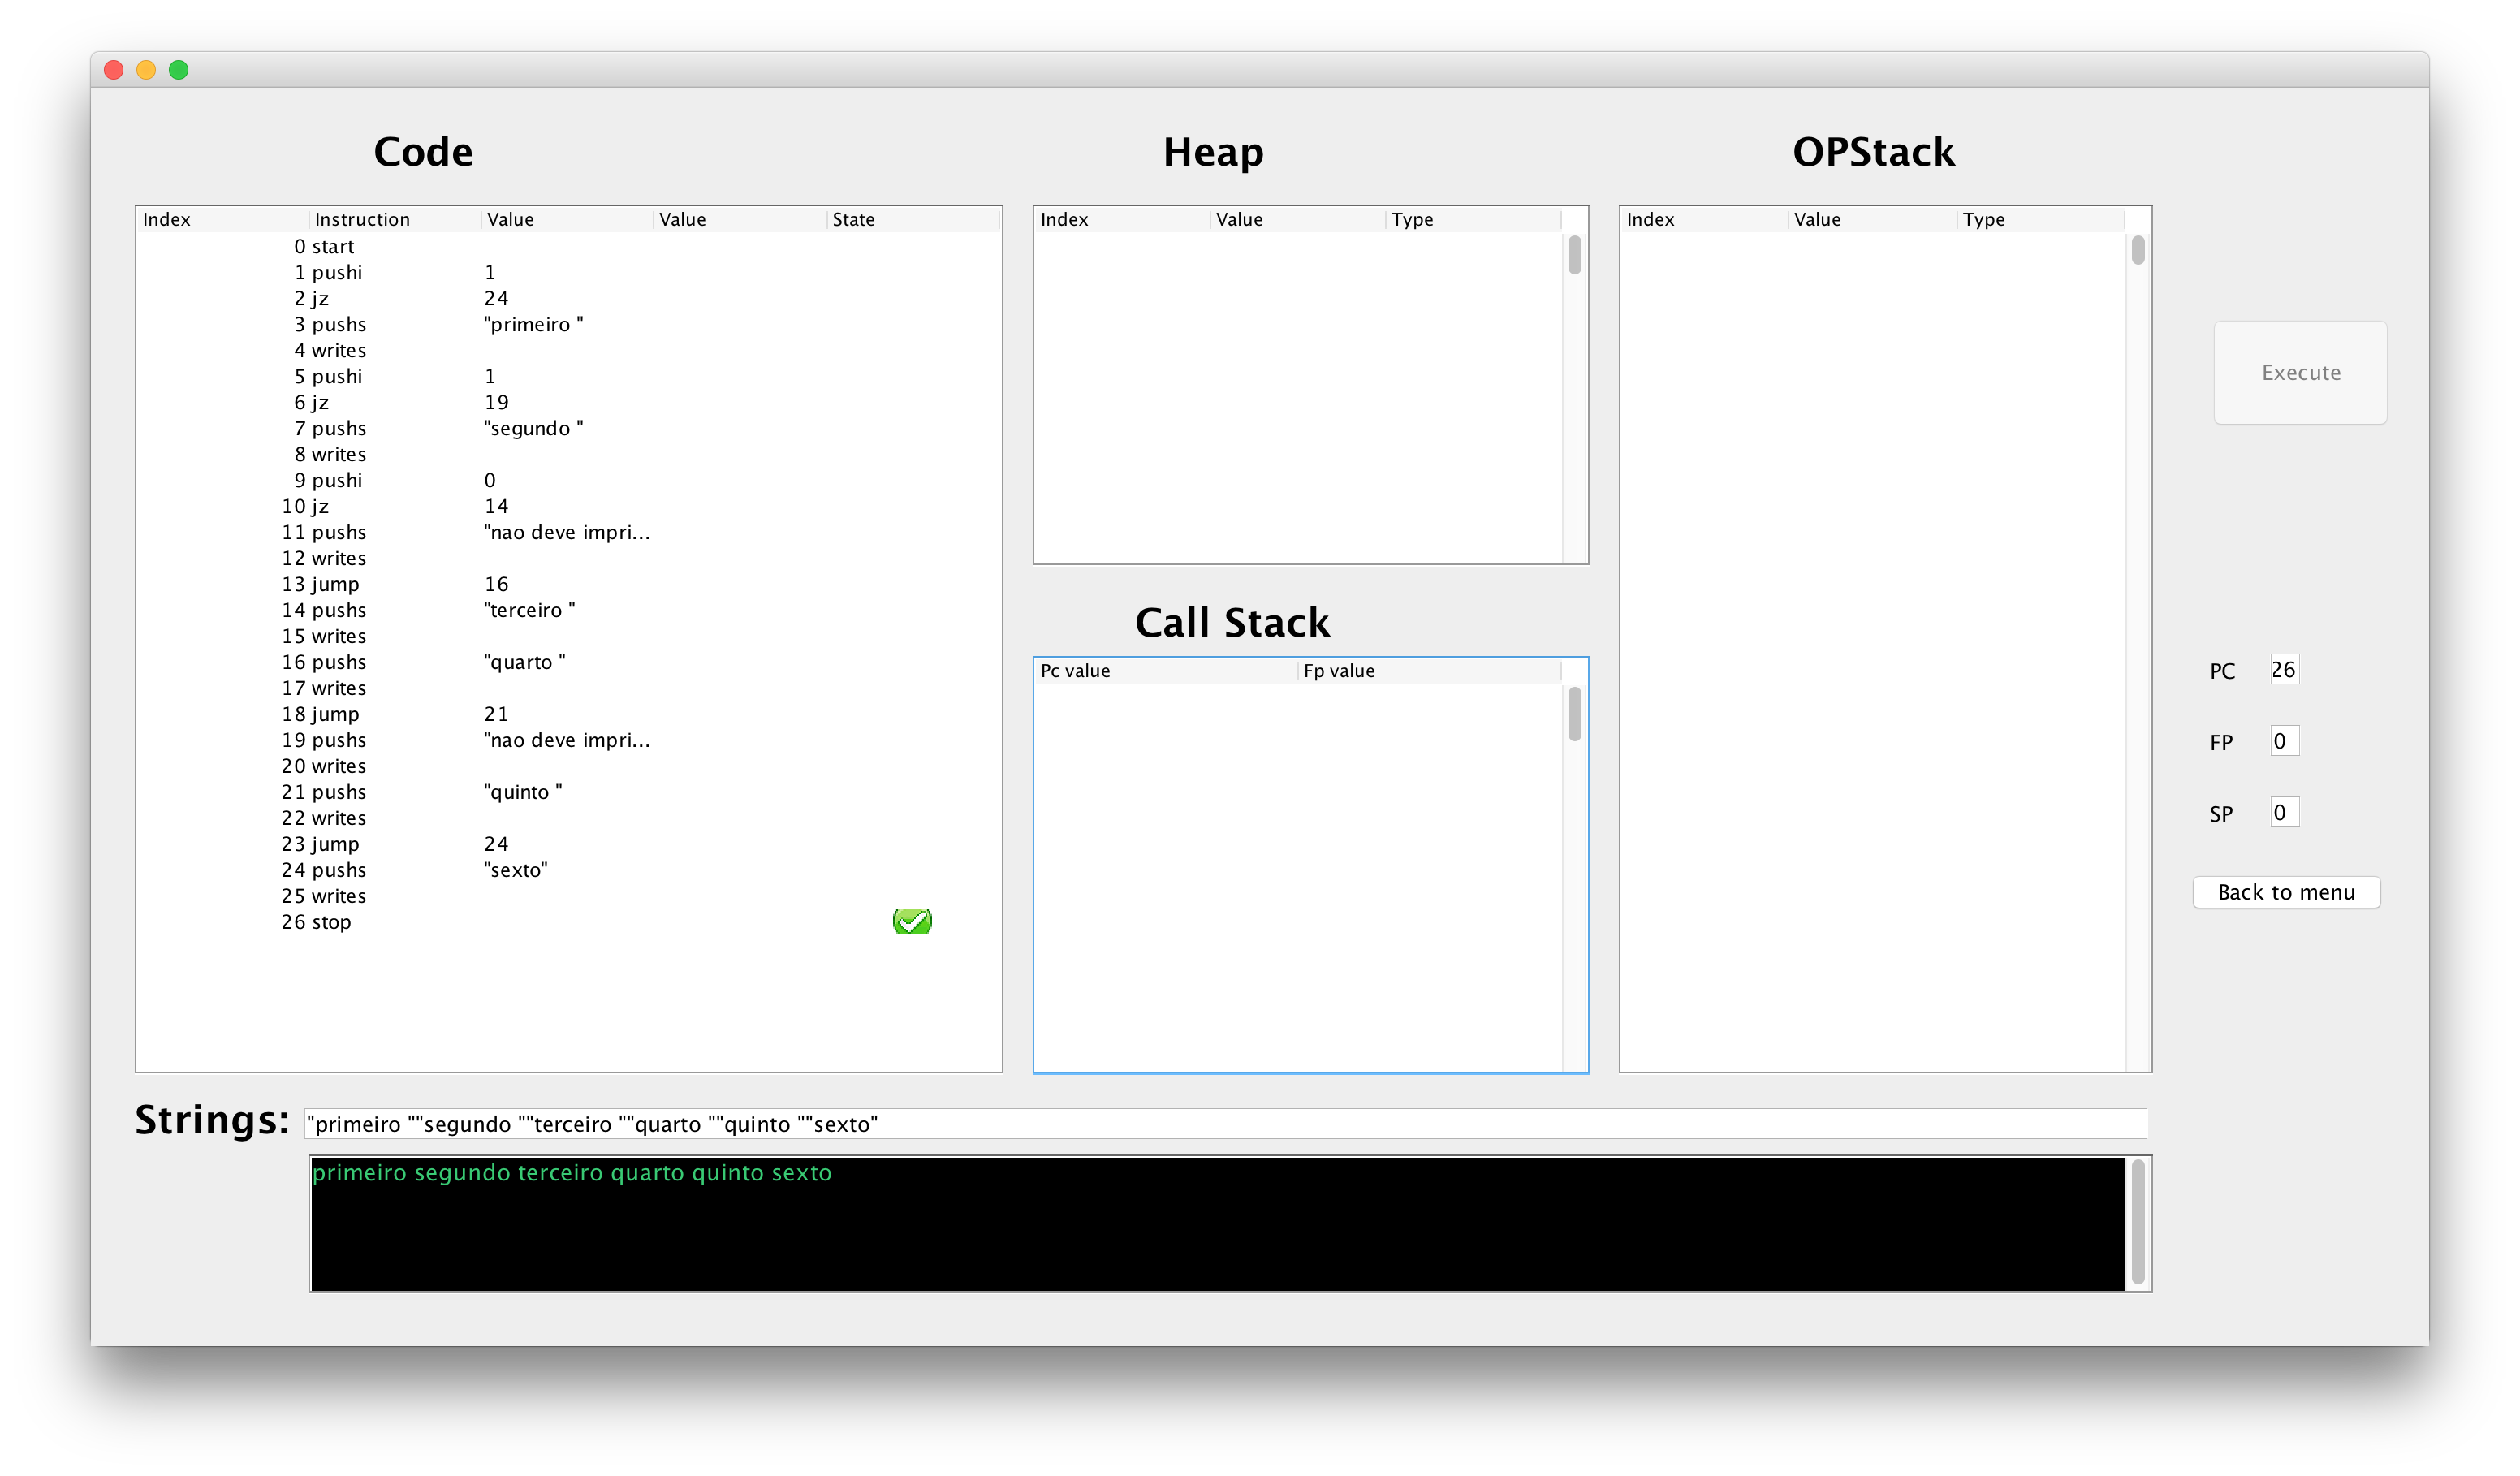 Code
Index Instruction Value Value State
0 start
1 pushi 1
2 jz 24
3 pushs "primeiro "
4 writes
5 pushi 1
6 jz 19
7 pushs "segundo "
8 writes
9 pushi 0
10 jz 14
11 pushs "nao deve impri...
12 writes
13 jump 16
14 pushs "terceiro "
15 writes
16 pushs "quarto "
17 writes
18 jump 21
19 pushs "nao deve impri...
20 writes
21 pushs "quinto "
22 writes
23 jump 24
24 pushs "sexto"
25 writes
26 stop
Heap
Index Value Type
Call Stack
Pc value Fp value
OPStack
Index Value Type
Execute
PC 26
FP 0
SP 0
Back to menu
Strings: "primeiro ""segundo ""terceiro ""quarto ""quinto ""sexto"
primeiro segundo terceiro quarto quinto sexto